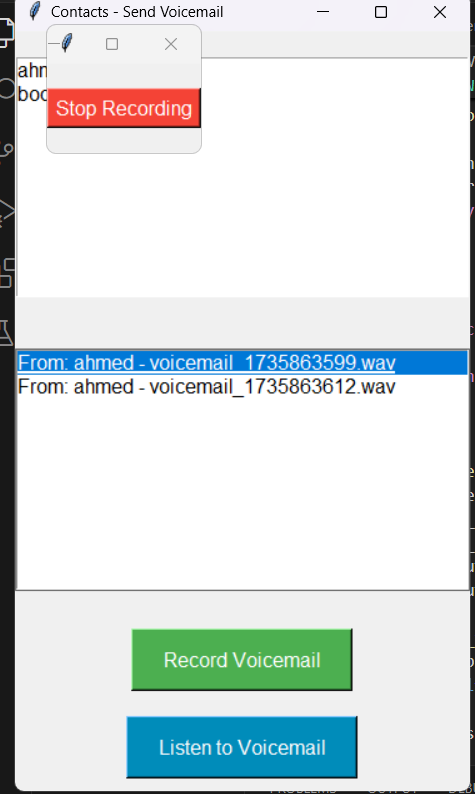 Contacts - Send Voicemail
ahm
boo
Stop Recording
From: ahmed - voicemail_1735863599.wav
From: ahmed - voicemail_1735863612.wav
Record Voicemail
Listen to Voicemail